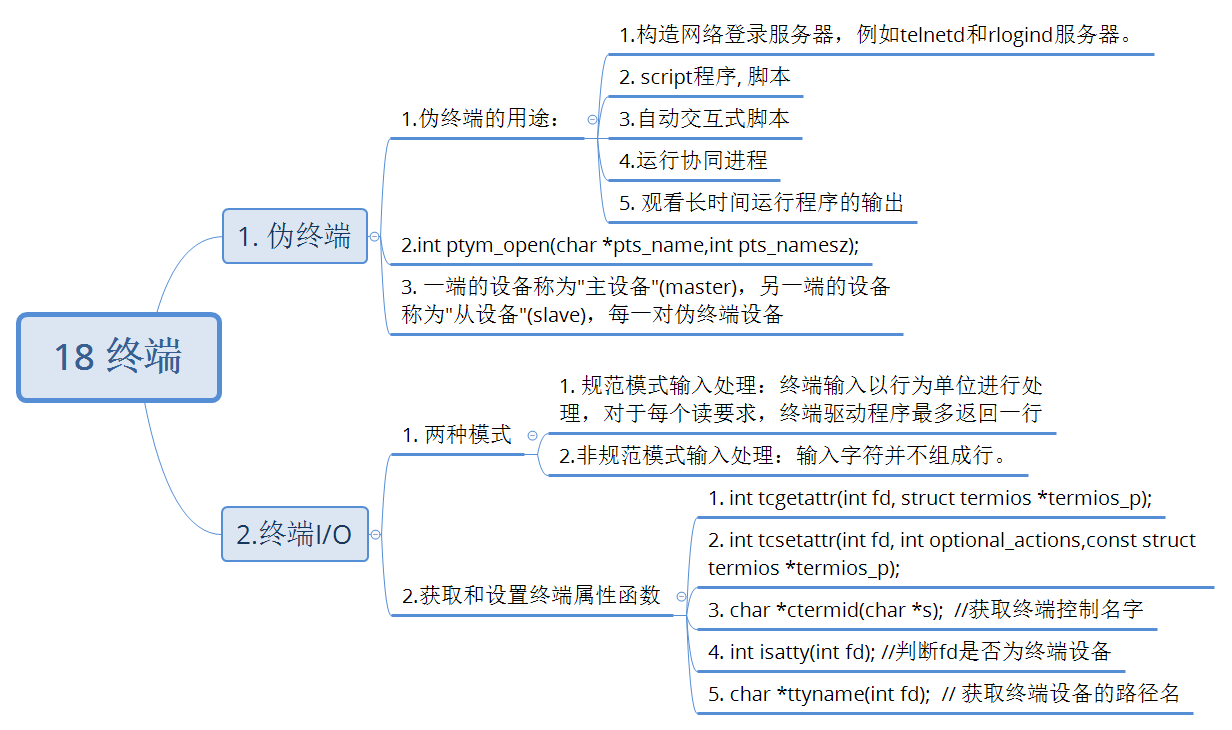 18 终端
1. 伪终端
1.伪终端的用途：
1.构造网络登录服务器，例如telnetd和rlogind服务器。
2. script程序, 脚本
3.自动交互式脚本
4.运行协同进程
5. 观看长时间运行程序的输出
2.int ptym_open(char *pts_name,int pts_namesz);
3. 一端的设备称为"主设备"(master)，另一端的设备
称为"从设备"(slave)，每一对伪终端设备
2.终端I/O
1. 两种模式
1. 规范模式输入处理：终端输入以行为单位进行处
理，对于每个读要求，终端驱动程序最多返回一行
2.非规范模式输入处理：输入字符并不组成行。
2.获取和设置终端属性函数
1. int tcgetattr(int fd, struct termios *termios_p);
2. int tcsetattr(int fd, int optional_actions,const struct
termios *termios_p);
3. char *ctermid(char *s);  //获取终端控制名字
4. int isatty(int fd); //判断fd是否为终端设备
5. char *ttyname(int fd);  // 获取终端设备的路径名